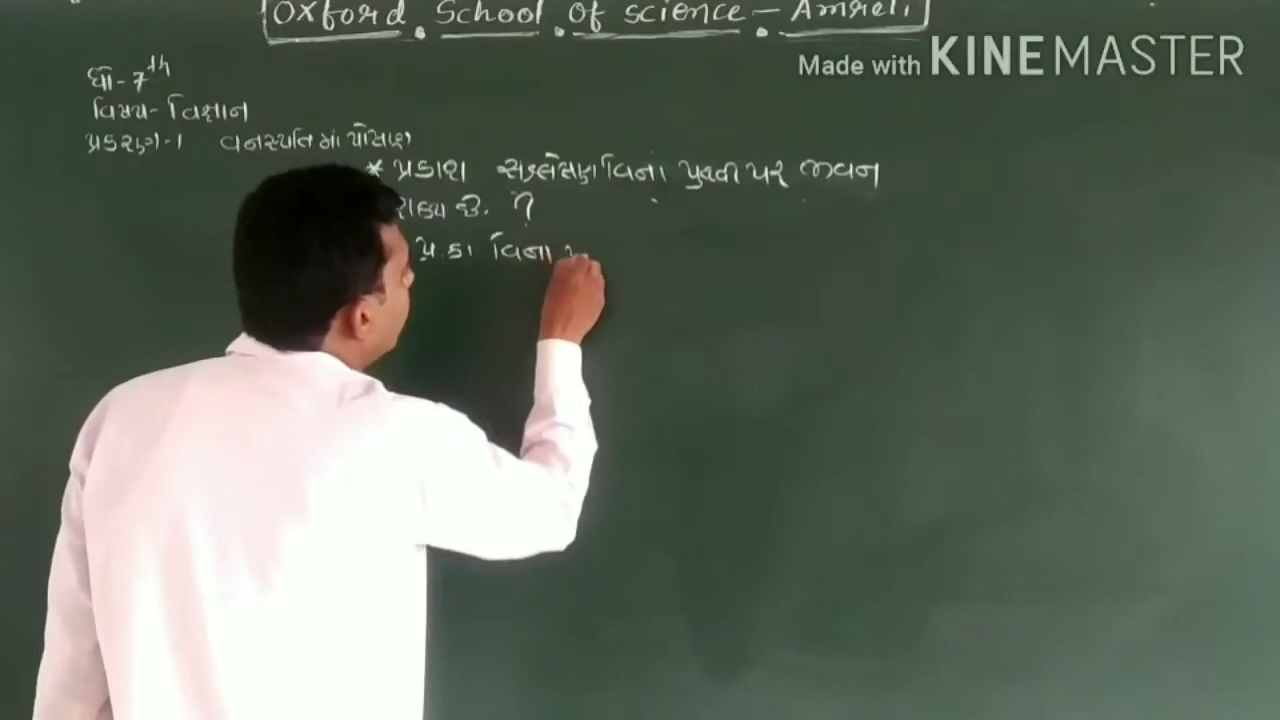 Oxford School of science - Amreli
Made with KINEMASTER
ધો-7th
વિષય-વિજ્ઞાન
પ્રકરણ-1 વનસ્પતિમાં પોષણ
* પ્રકાશ સંશ્લેષણ વિના પૃથ્વી પર જીવન
શક્ય છે. ?
પ્ર.કા વિના